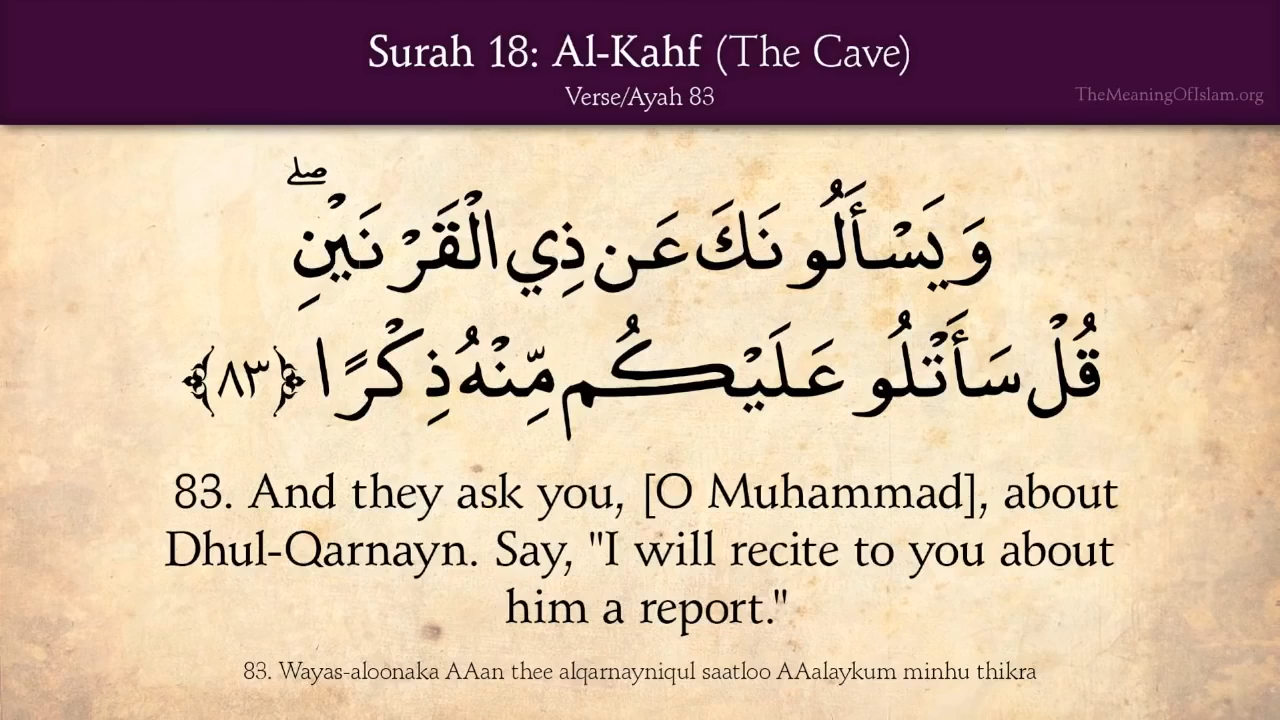 Surah 18: Al-Kahf (The Cave)
Verse/Ayah 83
TheMeaningOfIslam.org
وَيَسْأَلُونَكَ عَن ذِي الْقَرْنَيْنِ ۖ
قُلْ سَأَتْلُو عَلَيْكُم مِّنْهُ ذِكْرًا ﴿٨٣﴾
83. And they ask you, [O Muhammad], about
Dhul-Qarnayn. Say, "I will recite to you about
him a report."
83. Wayas-aloonaka AAan thee alqarnayniqul saatloo AAalaykum minhu thikra